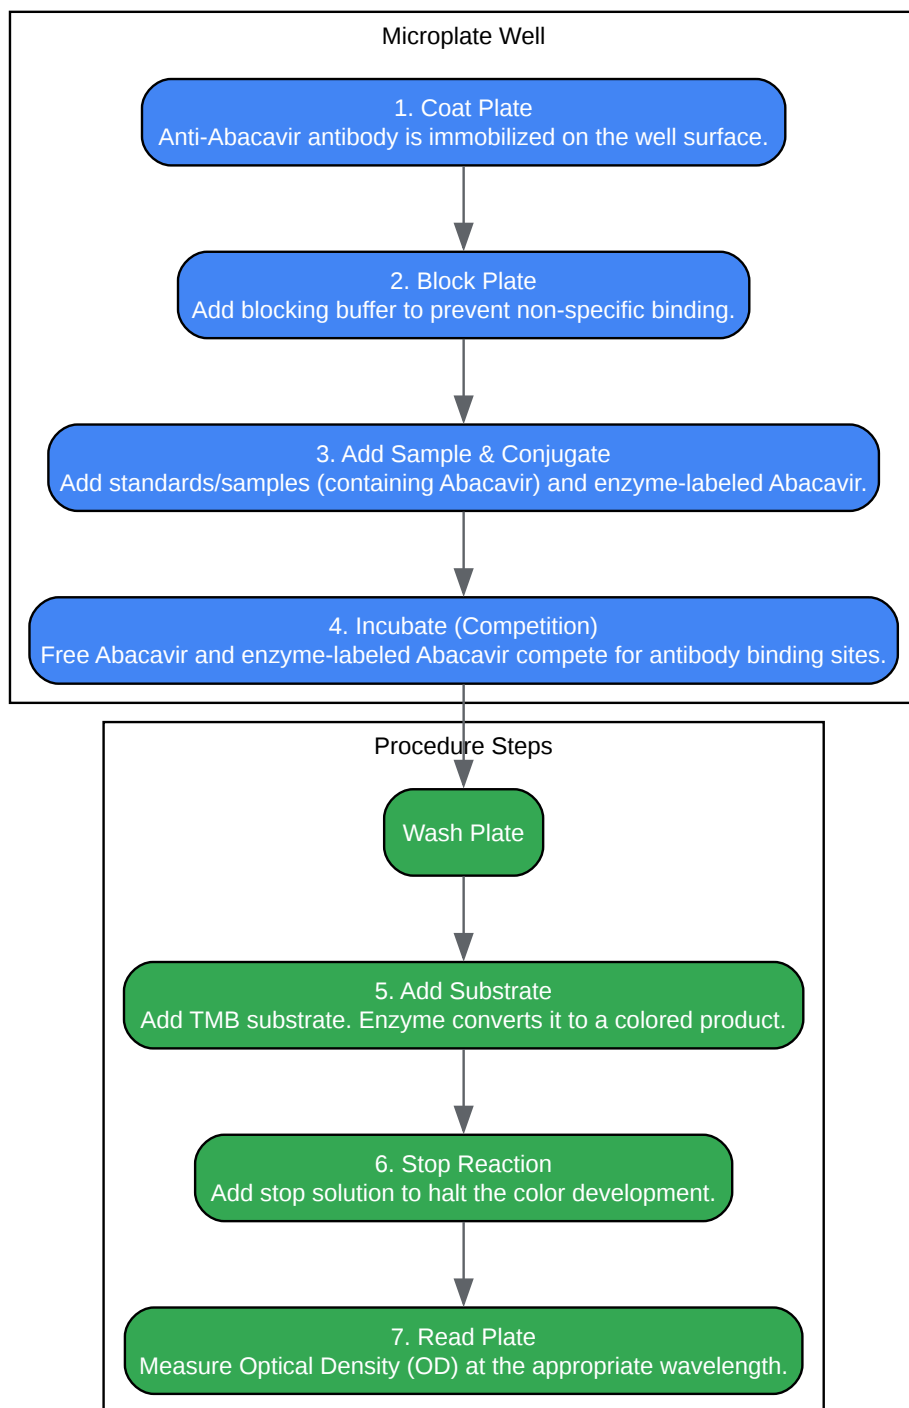 Microplate Well
1. Coat Plate
Anti-Abacavir antibody is immobilized on the well surface.
2. Block Plate
Add blocking buffer to prevent non-specific binding.
3. Add Sample & Conjugate
Add standards/samples (containing Abacavir) and enzyme-labeled Abacavir.
4. Incubate (Competition)
Free Abacavir and enzyme-labeled Abacavir compete for antibody binding sites.
Procedure Steps
Wash Plate
5. Add Substrate
Add TMB substrate. Enzyme converts it to a colored product.
6. Stop Reaction
Add stop solution to halt the color development.
7. Read Plate
Measure Optical Density (OD) at the appropriate wavelength.